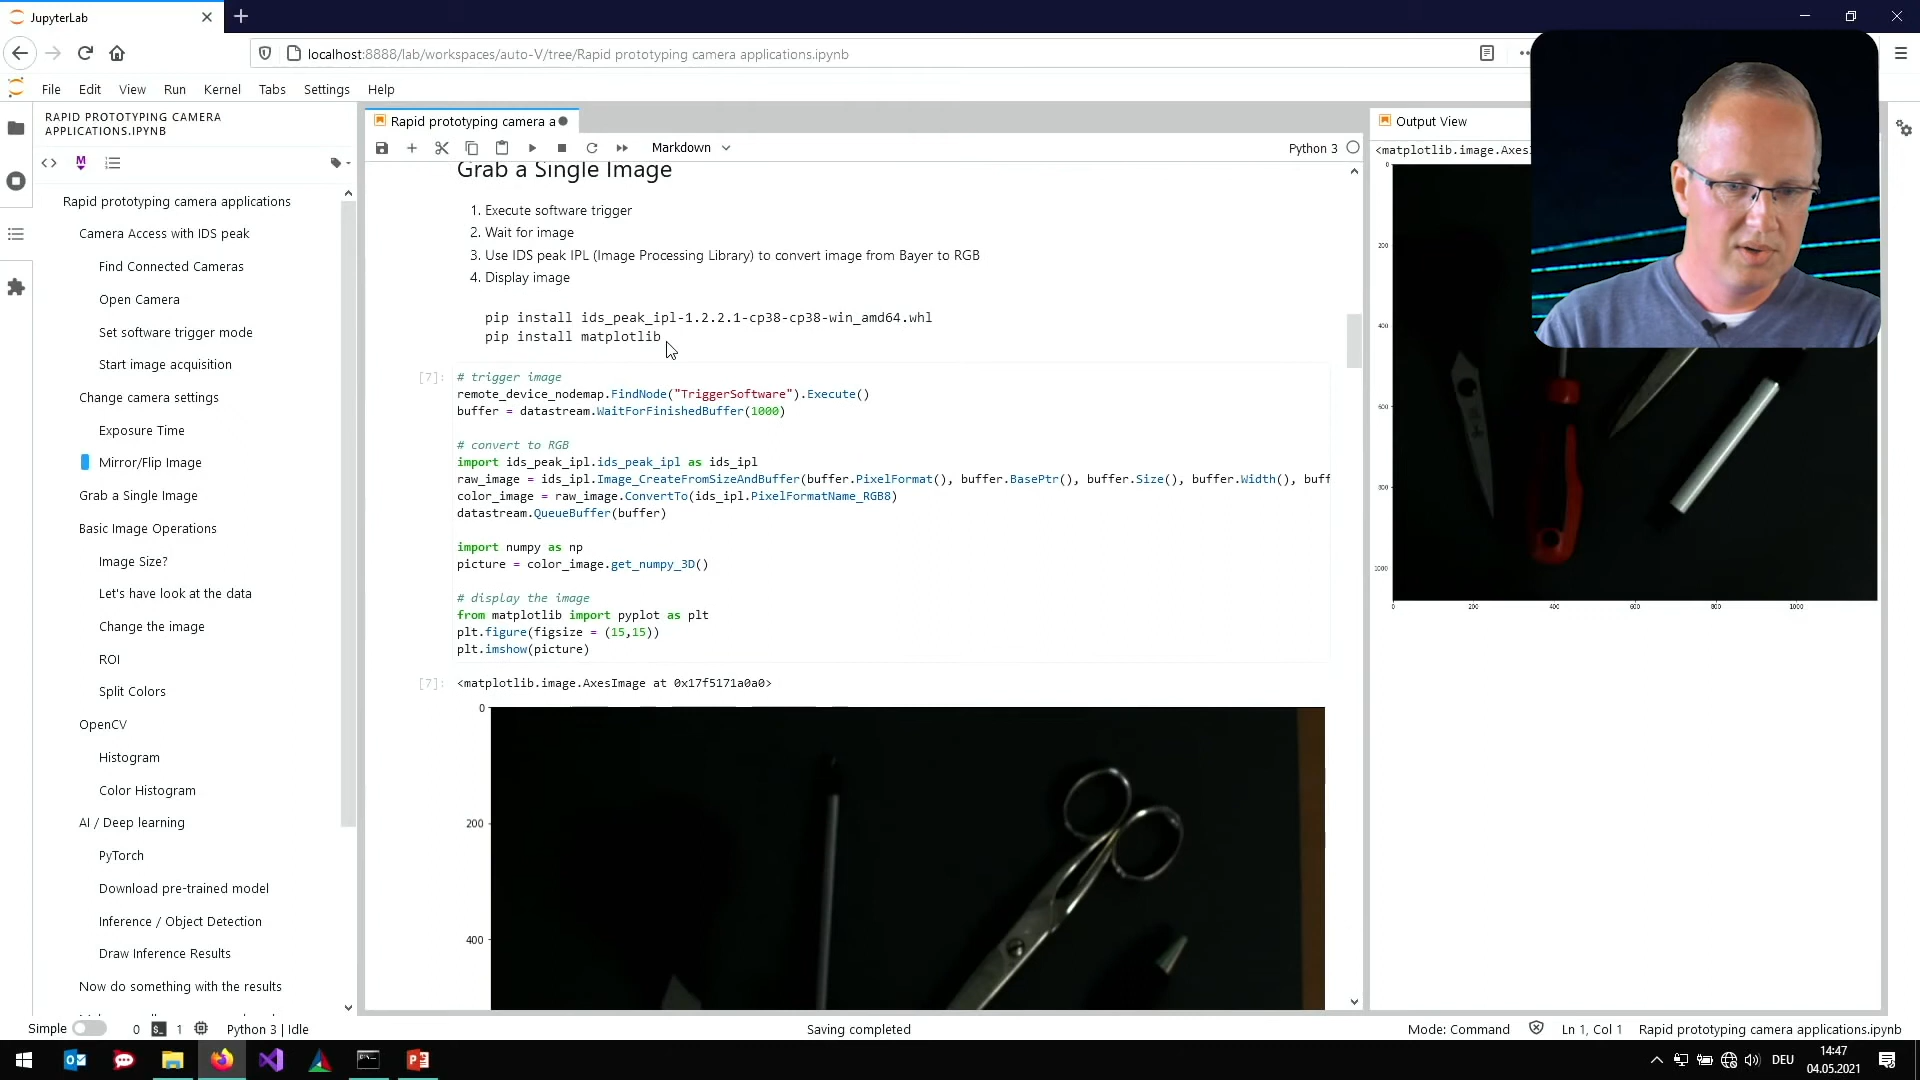 JupyterLab
localhost:8888/lab/workspaces/auto-V/tree/Rapid prototyping camera applications.ipynb
File Edit View Run Kernel Tabs Settings Help
RAPID PROTOTYPING CAMERA
APPLICATIONS.IPYNB
Rapid prototyping camera applications
Camera Access with IDS peak
Find Connected Cameras
Open Camera
Set software trigger mode
Start image acquisition
Change camera settings
Exposure Time
Mirror/Flip Image
Grab a Single Image
Basic Image Operations
Image Size?
Let's have look at the data
Change the image
ROI
Split Colors
OpenCV
Histogram
Color Histogram
AI / Deep learning
PyTorch
Download pre-trained model
Inference / Object Detection
Draw Inference Results
Now do something with the results
Rapid prototyping camera a
Markdown
Python 3
Grab a Single Image
1. Execute software trigger
2. Wait for image
3. Use IDS peak IPL (Image Processing Library) to convert image from Bayer to RGB
4. Display image
pip install ids_peak_ipl-1.2.2.1-cp38-cp38-win_amd64.whl
pip install matplotlib
[7]:
# trigger image
remote_device_nodemap.FindNode("TriggerSoftware").Execute()
buffer = datastream.WaitForFinishedBuffer(1000)
# convert to RGB
import ids_peak_ipl.ids_peak_ipl as ids_ipl
raw_image = ids_ipl.Image_CreateFromSizeAndBuffer(buffer.PixelFormat(), buffer.BasePtr(), buffer.Size(), buffer.Width(), buff
color_image = raw_image.ConvertTo(ids_ipl.PixelFormatName_RGB8)
datastream.QueueBuffer(buffer)
import numpy as np
picture = color_image.get_numpy_3D()
# display the image
from matplotlib import pyplot as plt
plt.figure(figsize = (15,15))
plt.imshow(picture)
[7]: <matplotlib.image.AxesImage at 0x17f5171a0a0>
0
200
400
Output View
<matplotlib.image.AxesI
0
200
400
600
800
1000
0 200 400 600 800 1000
Simple 0 1 Python 3 | Idle
Saving completed
Mode: Command Ln 1, Col 1 Rapid prototyping camera applications.ipynb
DEU
14:47
04.05.2021